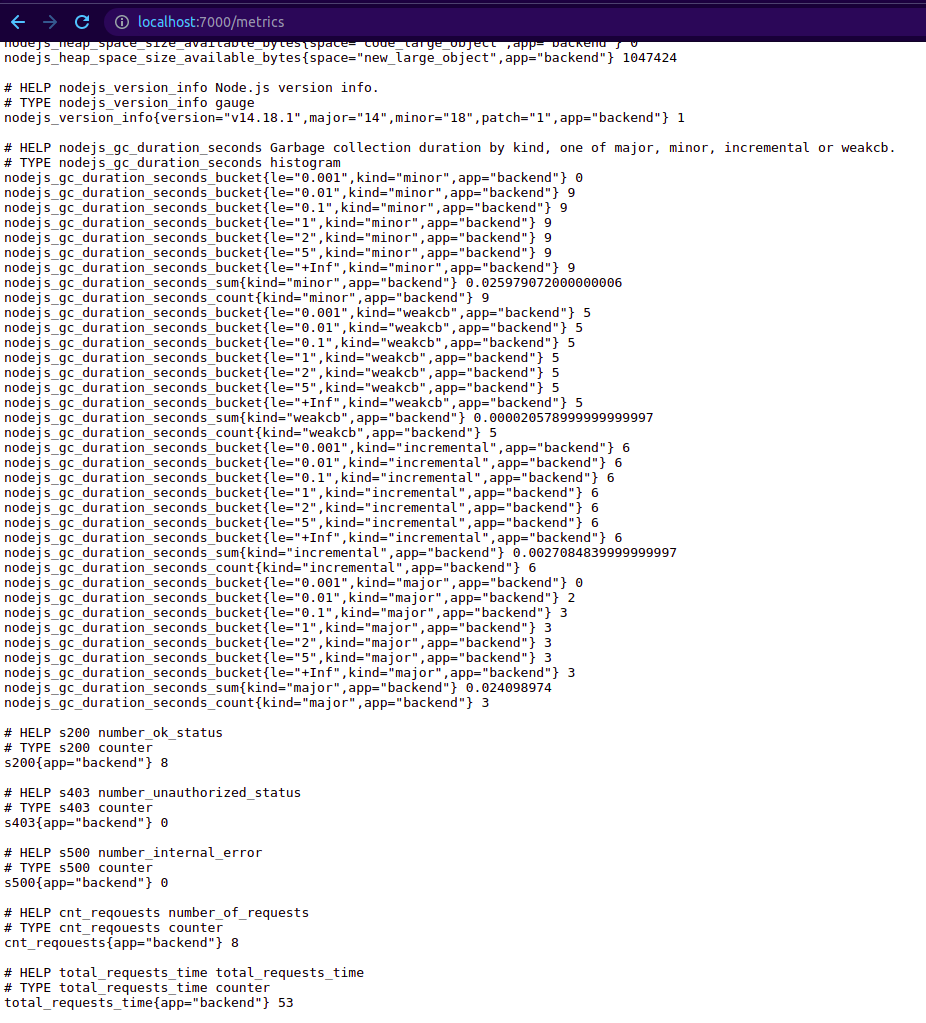 localhost:7000/metrics
nodejs_heap_space_size_available_bytes{space="code_large_object",app="backend"} 0
nodejs_heap_space_size_available_bytes{space="new_large_object",app="backend"} 1047424
# HELP nodejs_version_info Node.js version info.
# TYPE nodejs_version_info gauge
nodejs_version_info{version="v14.18.1",major="14",minor="18",patch="1",app="backend"} 1
# HELP nodejs_gc_duration_seconds Garbage collection duration by kind, one of major, minor, incremental or weakcb.
# TYPE nodejs_gc_duration_seconds histogram
nodejs_gc_duration_seconds_bucket{le="0.001",kind="minor",app="backend"} 0
nodejs_gc_duration_seconds_bucket{le="0.01",kind="minor",app="backend"} 9
nodejs_gc_duration_seconds_bucket{le="0.1",kind="minor",app="backend"} 9
nodejs_gc_duration_seconds_bucket{le="1",kind="minor",app="backend"} 9
nodejs_gc_duration_seconds_bucket{le="2",kind="minor",app="backend"} 9
nodejs_gc_duration_seconds_bucket{le="5",kind="minor",app="backend"} 9
nodejs_gc_duration_seconds_bucket{le="+Inf",kind="minor",app="backend"} 9
nodejs_gc_duration_seconds_sum{kind="minor",app="backend"} 0.025979072000000006
nodejs_gc_duration_seconds_count{kind="minor",app="backend"} 9
nodejs_gc_duration_seconds_bucket{le="0.001",kind="weakcb",app="backend"} 5
nodejs_gc_duration_seconds_bucket{le="0.01",kind="weakcb",app="backend"} 5
nodejs_gc_duration_seconds_bucket{le="0.1",kind="weakcb",app="backend"} 5
nodejs_gc_duration_seconds_bucket{le="1",kind="weakcb",app="backend"} 5
nodejs_gc_duration_seconds_bucket{le="2",kind="weakcb",app="backend"} 5
nodejs_gc_duration_seconds_bucket{le="5",kind="weakcb",app="backend"} 5
nodejs_gc_duration_seconds_bucket{le="+Inf",kind="weakcb",app="backend"} 5
nodejs_gc_duration_seconds_sum{kind="weakcb",app="backend"} 0.000020578999999999997
nodejs_gc_duration_seconds_count{kind="weakcb",app="backend"} 5
nodejs_gc_duration_seconds_bucket{le="0.001",kind="incremental",app="backend"} 6
nodejs_gc_duration_seconds_bucket{le="0.01",kind="incremental",app="backend"} 6
nodejs_gc_duration_seconds_bucket{le="0.1",kind="incremental",app="backend"} 6
nodejs_gc_duration_seconds_bucket{le="1",kind="incremental",app="backend"} 6
nodejs_gc_duration_seconds_bucket{le="2",kind="incremental",app="backend"} 6
nodejs_gc_duration_seconds_bucket{le="5",kind="incremental",app="backend"} 6
nodejs_gc_duration_seconds_bucket{le="+Inf",kind="incremental",app="backend"} 6
nodejs_gc_duration_seconds_sum{kind="incremental",app="backend"} 0.0027084839999999997
nodejs_gc_duration_seconds_count{kind="incremental",app="backend"} 6
nodejs_gc_duration_seconds_bucket{le="0.001",kind="major",app="backend"} 0
nodejs_gc_duration_seconds_bucket{le="0.01",kind="major",app="backend"} 2
nodejs_gc_duration_seconds_bucket{le="0.1",kind="major",app="backend"} 3
nodejs_gc_duration_seconds_bucket{le="1",kind="major",app="backend"} 3
nodejs_gc_duration_seconds_bucket{le="2",kind="major",app="backend"} 3
nodejs_gc_duration_seconds_bucket{le="5",kind="major",app="backend"} 3
nodejs_gc_duration_seconds_bucket{le="+Inf",kind="major",app="backend"} 3
nodejs_gc_duration_seconds_sum{kind="major",app="backend"} 0.024098974
nodejs_gc_duration_seconds_count{kind="major",app="backend"} 3
# HELP s200 number_ok_status
# TYPE s200 counter
s200{app="backend"} 8
# HELP s403 number_unauthorized_status
# TYPE s403 counter
s403{app="backend"} 0
# HELP s500 number_internal_error
# TYPE s500 counter
s500{app="backend"} 0
# HELP cnt_reqouests number_of_requests
# TYPE cnt_reqouests counter
cnt_reqouests{app="backend"} 8
# HELP total_requests_time total_requests_time
# TYPE total_requests_time counter
total_requests_time{app="backend"} 53